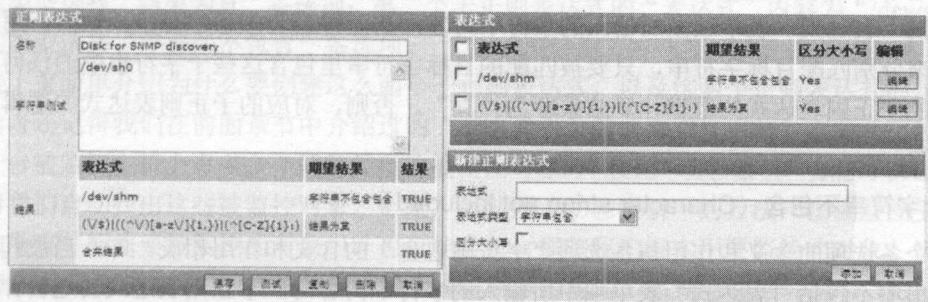 正则表达式
名称 Disk for SNMP discovery
字符串测试 /dev/sh0
结果
表达式 期望结果 结果
/dev/shm 字符串不包含包含 TRUE
(\/$)|((^\/)[a-z\/]{1,})|(^[C-Z]{1}:) 结果为真 TRUE
合并结果 TRUE
保存 测试 复制 删除 取消
表达式
表达式 期望结果 区分大小写 编辑
/dev/shm 字符串不包含包含 Yes 编辑
(\/$)|((^\/)[a-z\/]{1,})|(^[C-Z]{1}:) 结果为真 Yes 编辑
新建正则表达式
表达式
表达式类型 字符串包含
区分大小写
添加 取消